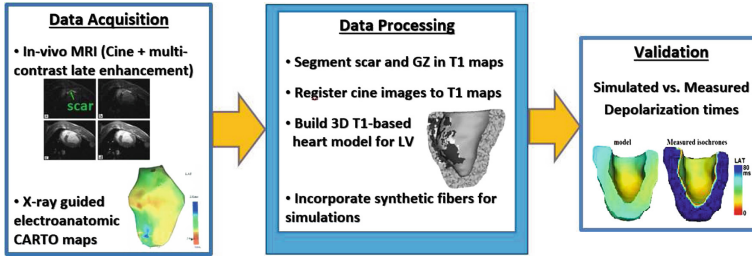 Data Acquisition
• In-vivo MRI (Cine + multi-
contrast late enhancement)
scar
• X-ray guided
electroanatomic
CARTO maps
Data Processing
• Segment scar and GZ in T1 maps
• Register cine images to T1 maps
• Build 3D T1-based
heart model for LV
• Incorporate synthetic fibers for
simulations
Validation
Simulated vs. Measured
Depolarization times
model
Measured isochrones
LAT
80
ms
0